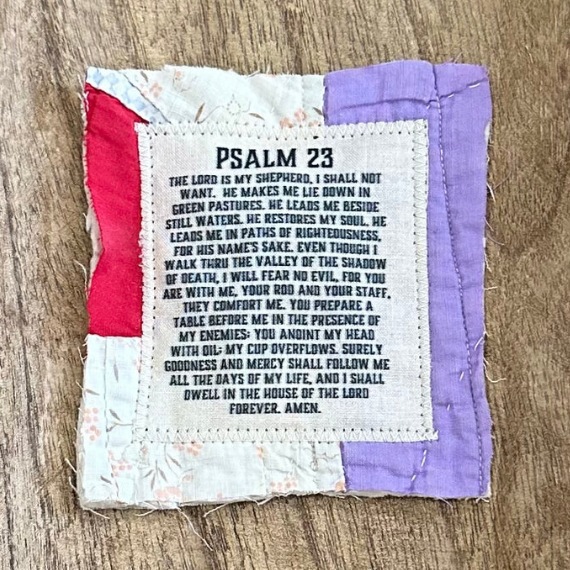 PSALM 23
THE LORD IS MY SHEPHERD, I SHALL NOT
WANT. HE MAKES ME LIE DOWN IN
GREEN PASTURES. HE LEADS ME BESIDE
STILL WATERS. HE RESTORES MY SOUL. HE
LEADS ME IN PATHS OF RIGHTEOUSNESS,
FOR HIS NAME'S SAKE. EVEN THOUGH I
WALK THRU THE VALLEY OF THE SHADOW
OF DEATH, I WILL FEAR NO EVIL, FOR YOU
ARE WITH ME, YOUR ROD AND YOUR STAFF,
THEY COMFORT ME. YOU PREPARE A
TABLE BEFORE ME IN THE PRESENCE OF
MY ENEMIES; YOU ANOINT MY HEAD
WITH OIL; MY CUP OVERFLOWS. SURELY
GOODNESS AND MERCY SHALL FOLLOW ME
ALL THE DAYS OF MY LIFE, AND I SHALL
DWELL IN THE HOUSE OF THE LORD
FOREVER. AMEN.